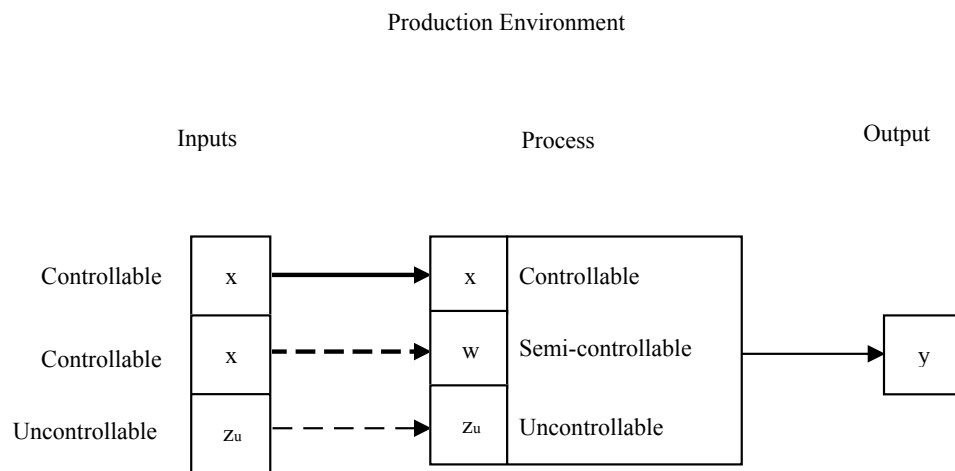 Production Environment
Inputs
Process
Output
Controllable x x Controllable
Controllable x w Semi-controllable y
Uncontrollable zu zu Uncontrollable